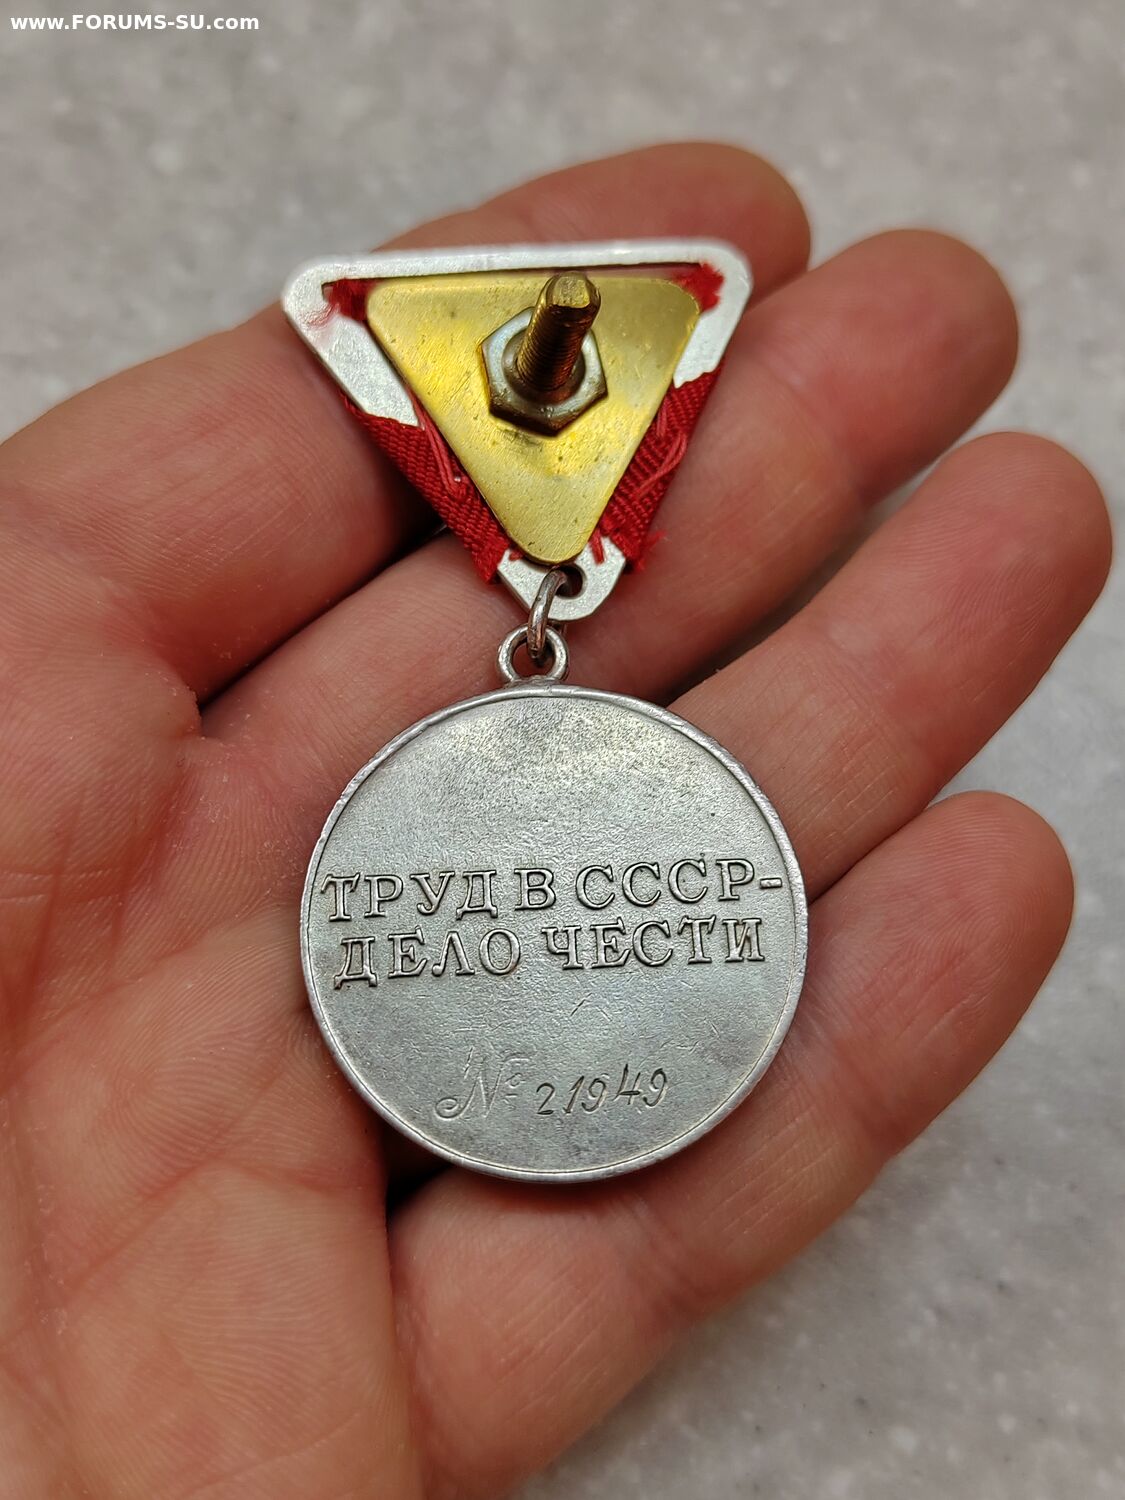 www.FORUMS-SU.com
ТРУД В СССР-
ДЕЛО ЧЕСТИ
№ 21949